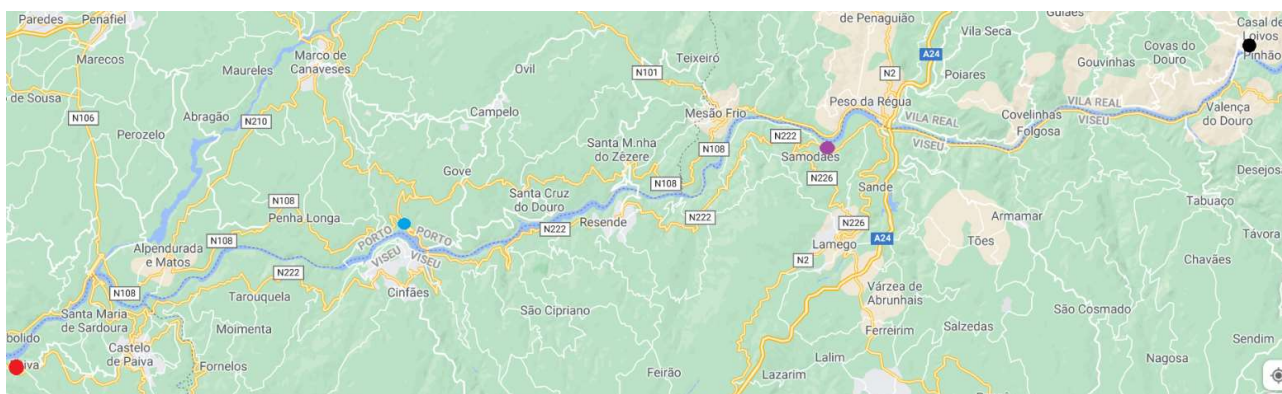 Paredes
Penafiel
de Penaguião
Guiães
Casal de
Loivos
Marecos
Marco de
Canaveses
Teixeiró
Vila Seca
A24
Covas do
Douro
Pinhão
Maureles
Ovil
N101
N2
Poiares
Gouvinhas
o de Sousa
N106
Abragão
N210
Campelo
Mesão Frio
Peso da Régua
VILA REAL
VISEU
Covelinhas
Folgosa
VILA REAL
VISEU
Valença
do Douro
Perozelo
Santa M.nha
do Zêzere
N108
N222
Samodães
Desejosa
Gove
N108
N226
Sande
Tabuaço
N108
Penha Longa
Santa Cruz
do Douro
Resende
N222
N226
Armamar
Távora
N108
PORTO
VISEU
PORTO
VISEU
N222
Lamego
A24
Tões
Alpendurada
e Matos
N222
N2
Chavães
N108
Tarouquela
Cinfães
Várzea de
Abrunhais
Santa Maria
de Sardoura
São Cipriano
São Cosmado
bolido
Moimenta
Ferreirim
Salzedas
Sendim
Castelo
de Paiva
Fornelos
Feirão
Lalim
Lazarim
Nagosa
iva